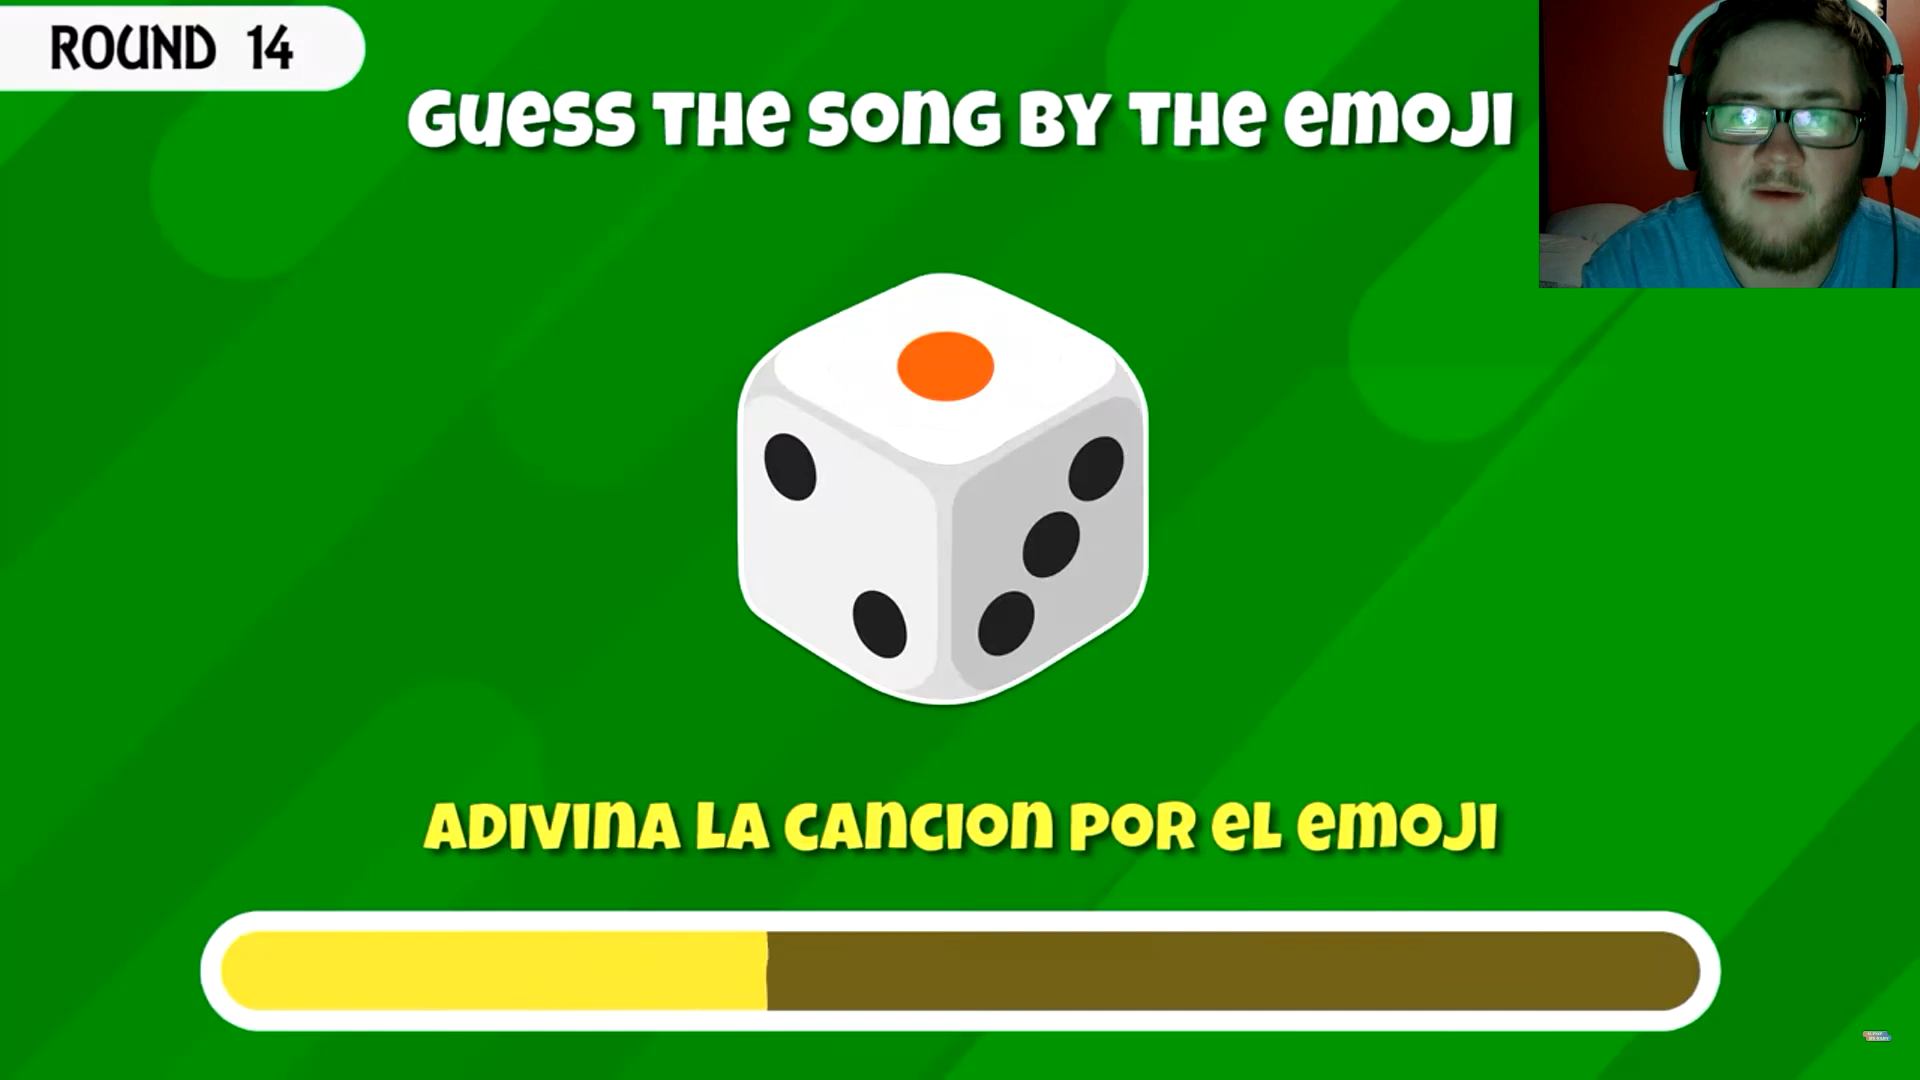 ROUND 14
GUESS THE SONG BY THE EMOJI
ADIVINA LA CANCION POR EL EMOJI